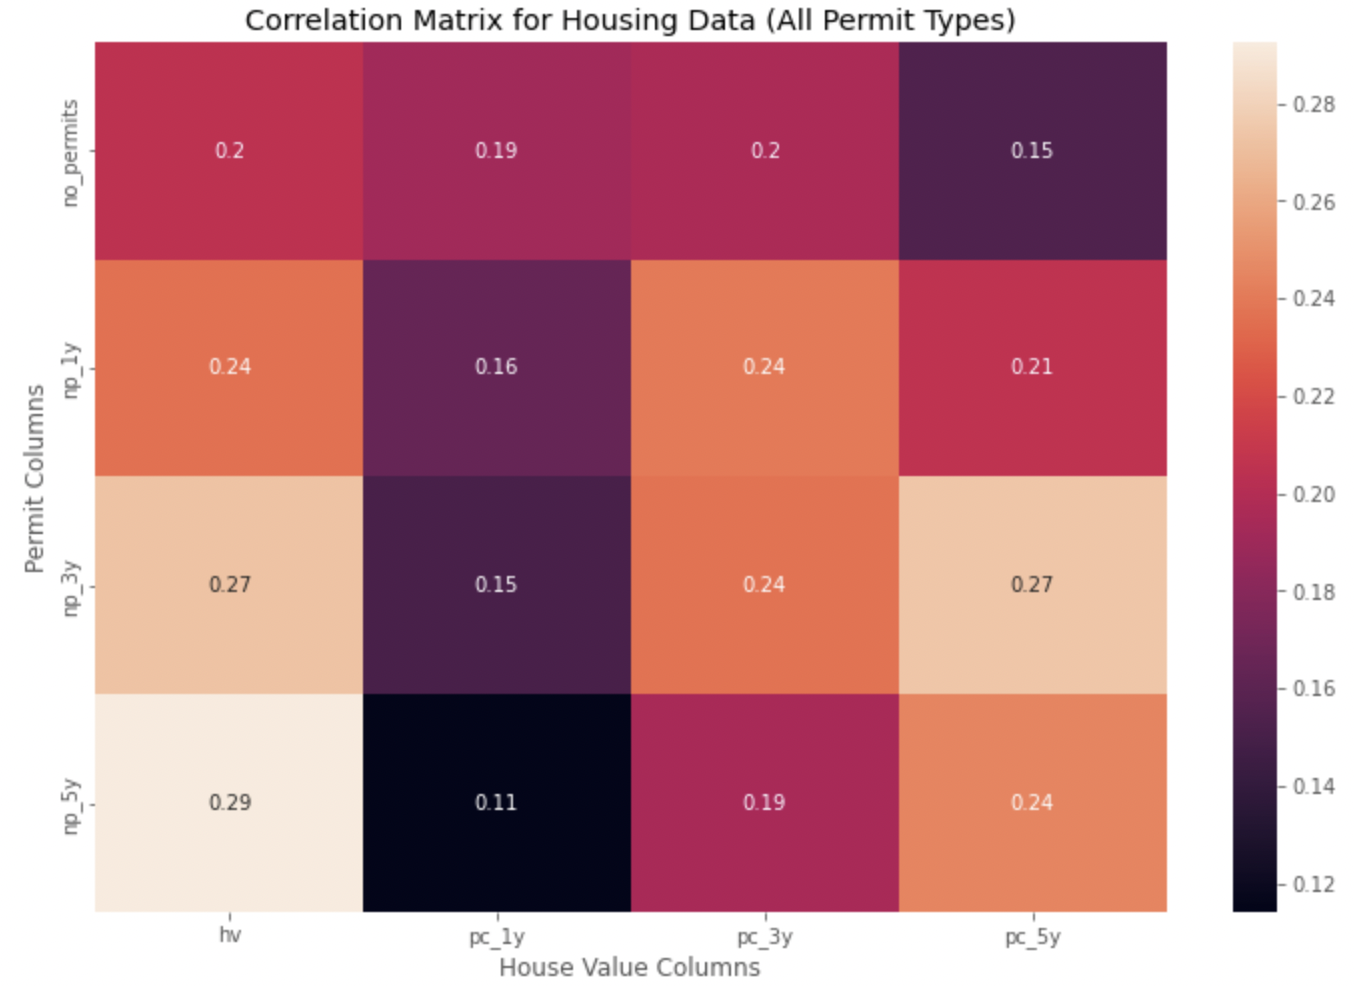 Correlation Matrix for Housing Data (All Permit Types)
Permit Columns
no_permits
0.2 0.19 0.2 0.15
np_1y
0.24 0.16 0.24 0.21
np_3y
0.27 0.15 0.24 0.27
np_5y
0.29 0.11 0.19 0.24
hv pc_1y pc_3y pc_5y
House Value Columns
0.28
0.26
0.24
0.22
0.20
0.18
0.16
0.14
0.12